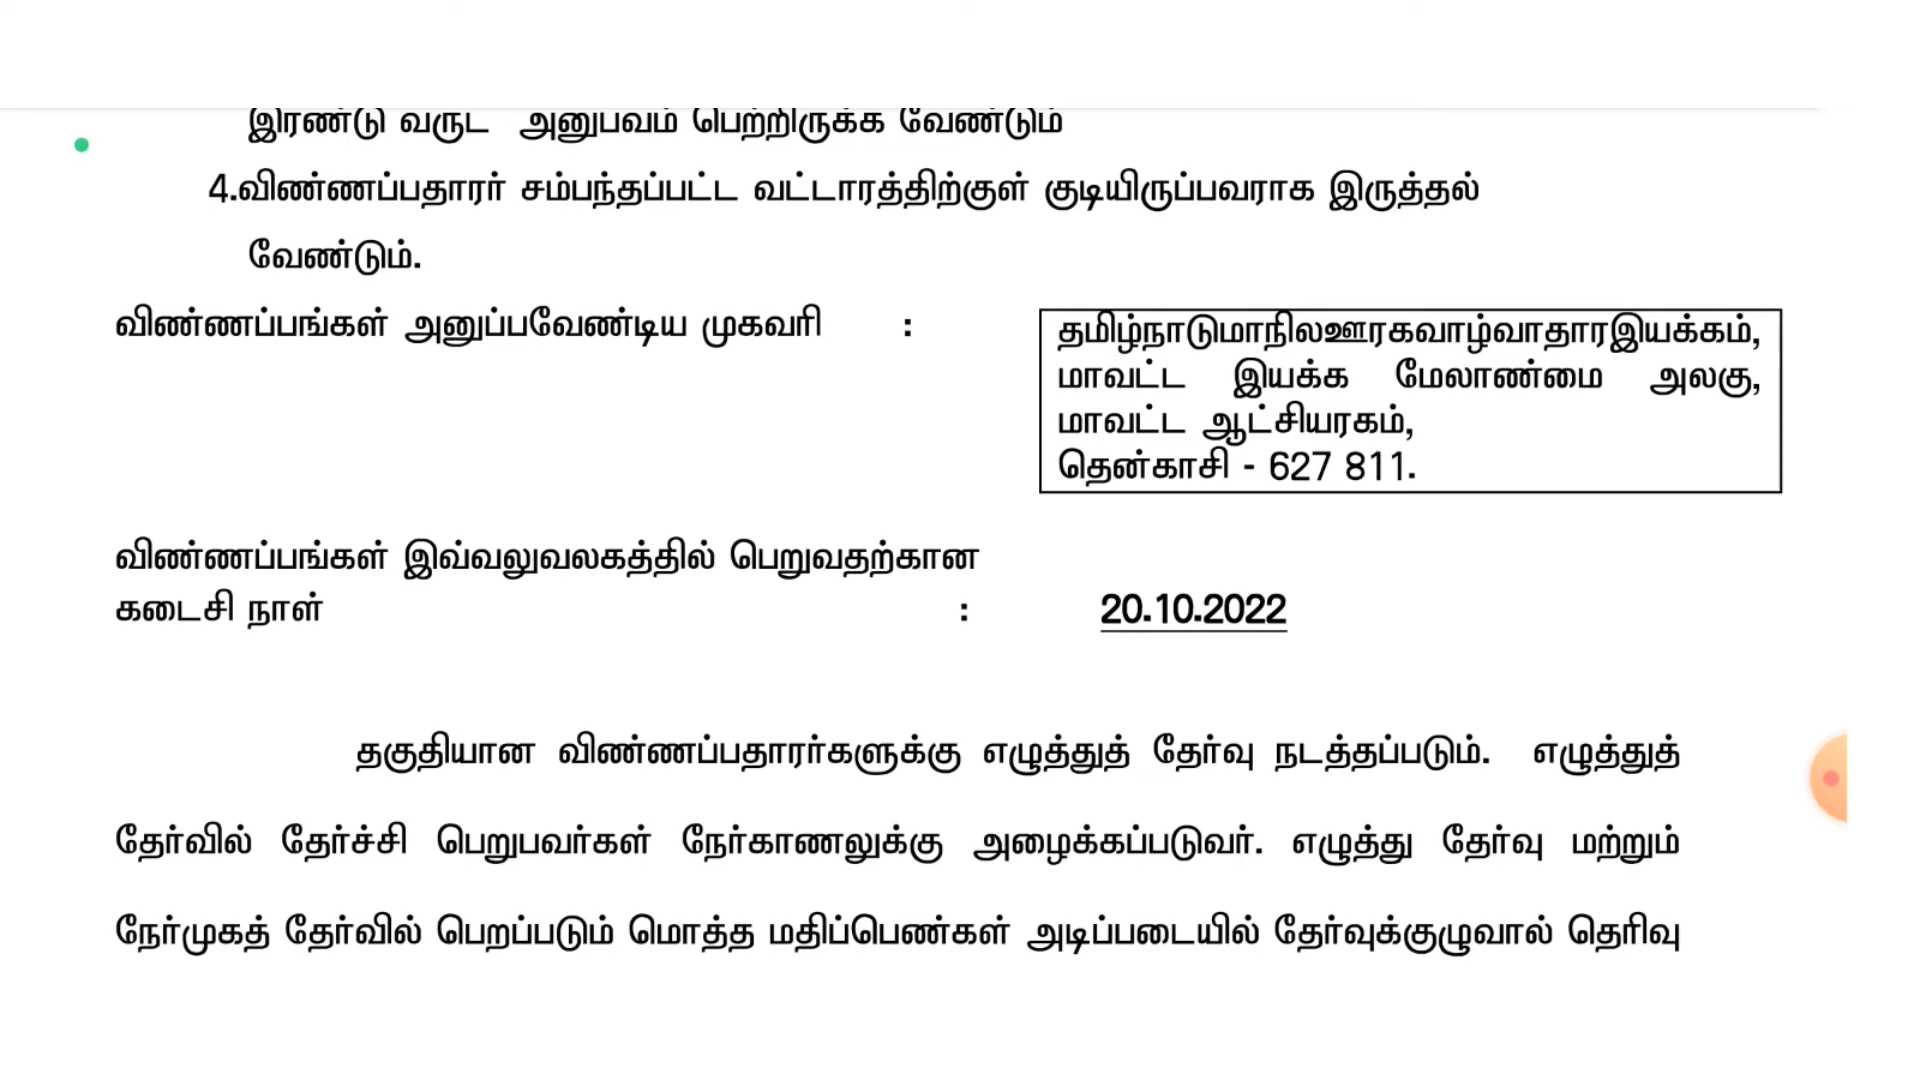 இரண்டு வருட அனுபவம் பெற்றிருக்க வேண்டும்
4.விண்ணப்பதாரர் சம்பந்தப்பட்ட வட்டாரத்திற்குள் குடியிருப்பவராக இருத்தல்
வேண்டும்.
விண்ணப்பங்கள் அனுப்பவேண்டிய முகவரி :
தமிழ்நாடுமாநிலஊரகவாழ்வாதாரஇயக்கம்,
மாவட்ட இயக்க மேலாண்மை அலகு,
மாவட்ட ஆட்சியரகம்,
தென்காசி - 627 811.
விண்ணப்பங்கள் இவ்வலுவலகத்தில் பெறுவதற்கான
கடைசி நாள் : 20.10.2022
தகுதியான விண்ணப்பதாரர்களுக்கு எழுத்துத் தேர்வு நடத்தப்படும். எழுத்துத்
தேர்வில் தேர்ச்சி பெறுபவர்கள் நேர்காணலுக்கு அழைக்கப்படுவர். எழுத்து தேர்வு மற்றும்
நேர்முகத் தேர்வில் பெறப்படும் மொத்த மதிப்பெண்கள் அடிப்படையில் தேர்வுக்குழுவால் தெரிவு